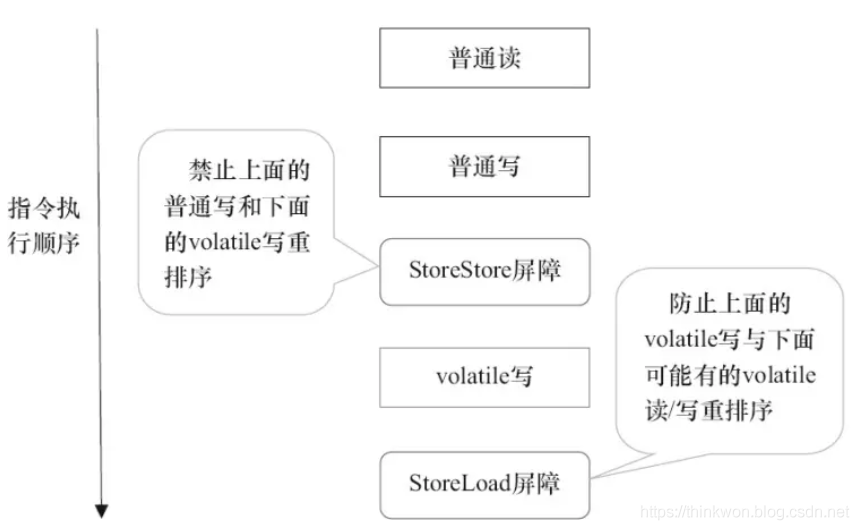 普通读
普通写
禁止上面的
普通写和下面
的volatile写重
排序
指令执
行顺序
StoreStore屏障
防止上面的
volatile写与下面
可能有的volatile
读/写重排序
volatile写
StoreLoad屏障
https://thinkwon.blog.csdn.net